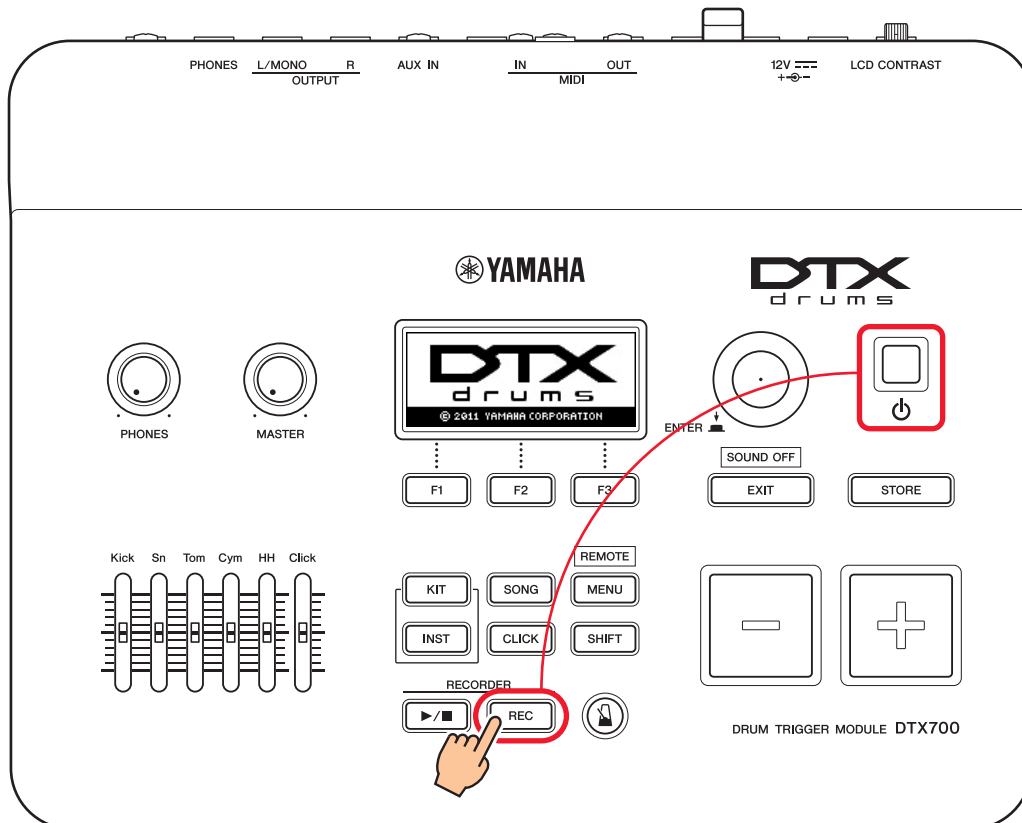 PHONES L/MONO R AUX IN IN OUT 12V LCD CONTRAST
OUTPUT MIDI
YAMAHA
DTX
drums
DTX
drums
© 2011 YAMAHA CORPORATION
PHONES MASTER
ENTER
SOUND OFF
F1 F2 F3 EXIT STORE
Kick Sn Tom Cym HH Click
REMOTE
KIT SONG MENU
INST CLICK SHIFT
RECORDER
▶/■ REC
DRUM TRIGGER MODULE DTX700